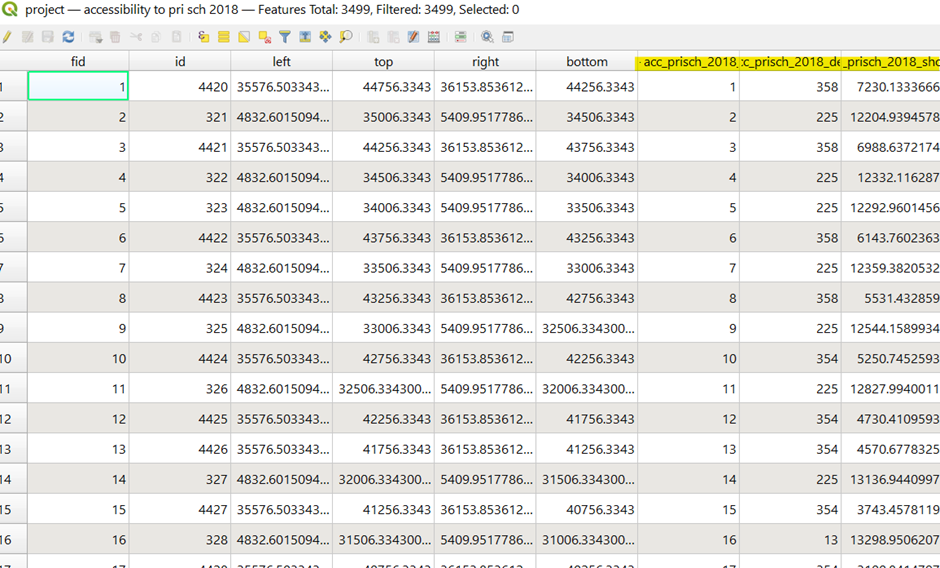 project — accessibility to pri sch 2018 — Features Total: 3499, Filtered: 3499, Selected: 0
fid id left top right bottom acc_prisch_2018_ c_prisch_2018_de _prisch_2018_sho
1 1 4420 35576.503343... 44756.3343 36153.853612... 44256.3343 1 358 7230.1333666
2 2 321 4832.6015094... 35006.3343 5409.9517786... 34506.3343 2 225 12204.9394578
3 3 4421 35576.503343... 44256.3343 36153.853612... 43756.3343 3 358 6988.6372174
4 4 322 4832.6015094... 34506.3343 5409.9517786... 34006.3343 4 225 12332.116287
5 5 323 4832.6015094... 34006.3343 5409.9517786... 33506.3343 5 225 12292.9601456
6 6 4422 35576.503343... 43756.3343 36153.853612... 43256.3343 6 358 6143.7602363
7 7 324 4832.6015094... 33506.3343 5409.9517786... 33006.3343 7 225 12359.3820532
8 8 4423 35576.503343... 43256.3343 36153.853612... 42756.3343 8 358 5531.432859
9 9 325 4832.6015094... 33006.3343 5409.9517786... 32506.334300... 9 225 12544.1589934
10 10 4424 35576.503343... 42756.3343 36153.853612... 42256.3343 10 354 5250.7452593
11 11 326 4832.6015094... 32506.334300... 5409.9517786... 32006.334300... 11 225 12827.9940011
12 12 4425 35576.503343... 42256.3343 36153.853612... 41756.3343 12 354 4730.4109593
13 13 4426 35576.503343... 41756.3343 36153.853612... 41256.3343 13 354 4570.6778325
14 14 327 4832.6015094... 32006.334300... 5409.9517786... 31506.334300... 14 225 13136.9440997
15 15 4427 35576.503343... 41256.3343 36153.853612... 40756.3343 15 354 3743.4578119
16 16 328 4832.6015094... 31506.334300... 5409.9517786... 31006.334300... 16 13 13298.9506207